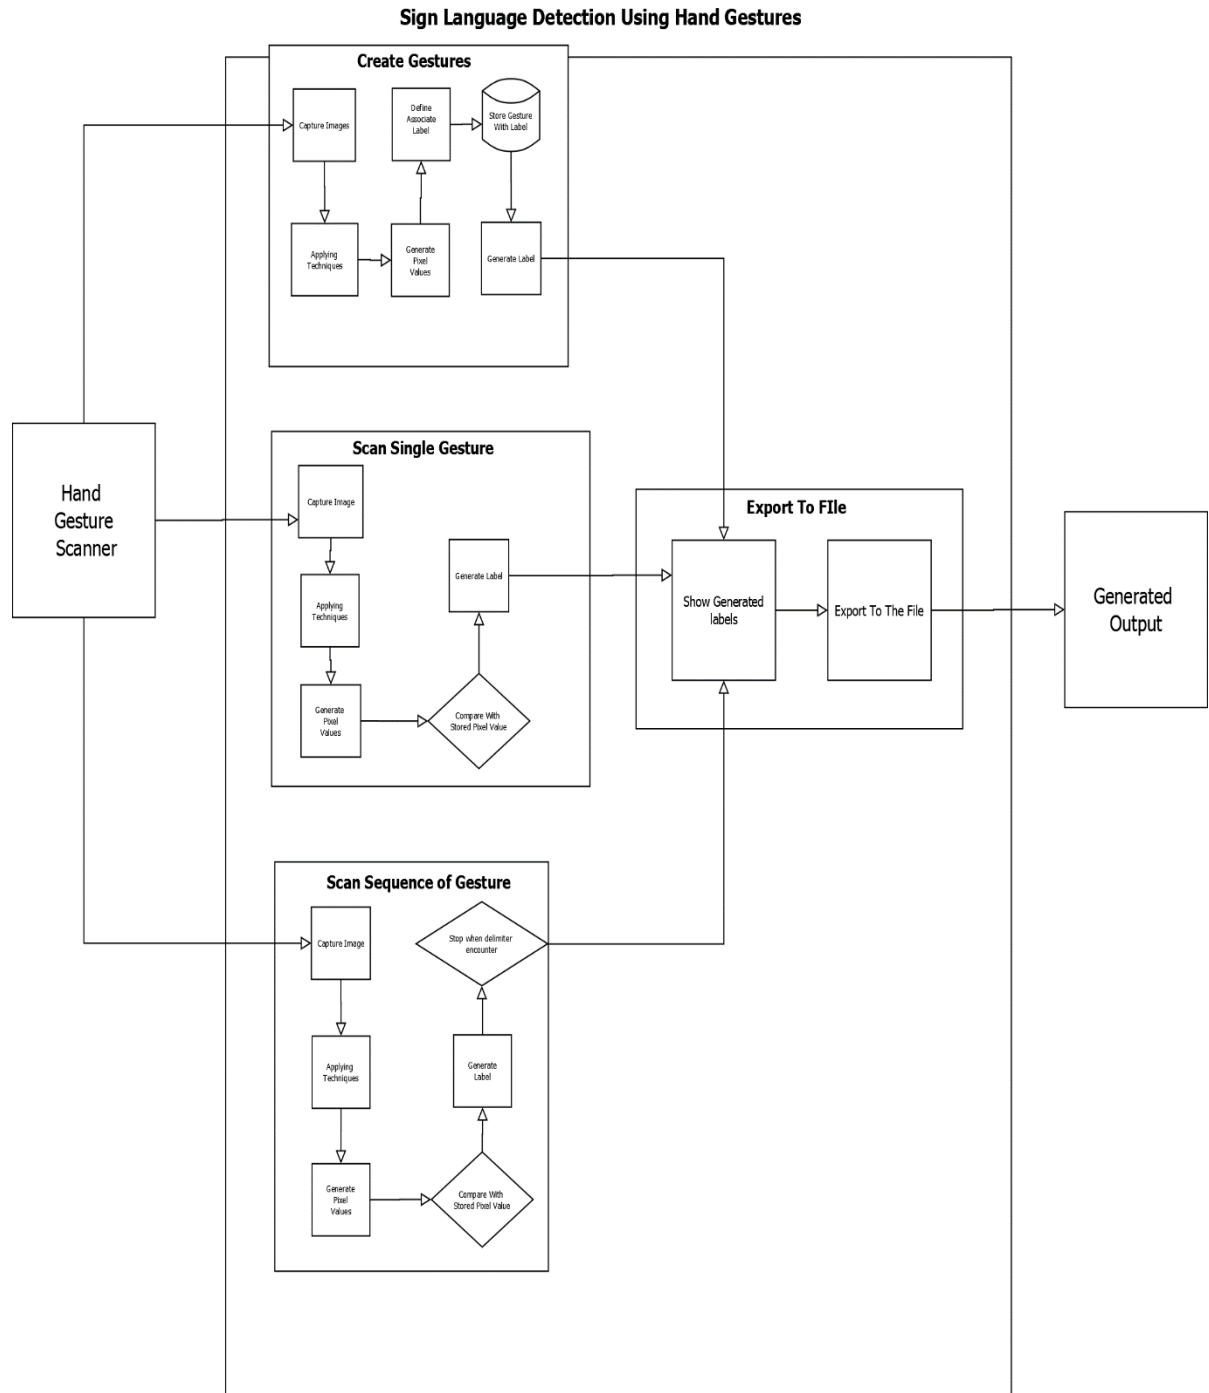 Sign Language Detection Using Hand Gestures
Create Gestures
Capture Images
Applying
Techniques
Generate
Pixel
Values
Define
Associate
Label
Store Gesture
With Label
Generate Label
Hand
Gesture
Scanner
Scan Single Gesture
Capture Image
Applying
Techniques
Generate
Pixel
Values
Compare With
Stored Pixel Value
Generate Label
Scan Sequence of Gesture
Capture Image
Applying
Techniques
Generate
Pixel
Values
Compare With
Stored Pixel Value
Generate
Label
Stop when delimiter
encounter
Export To FIle
Show Generated
labels
Export To The File
Generated
Output